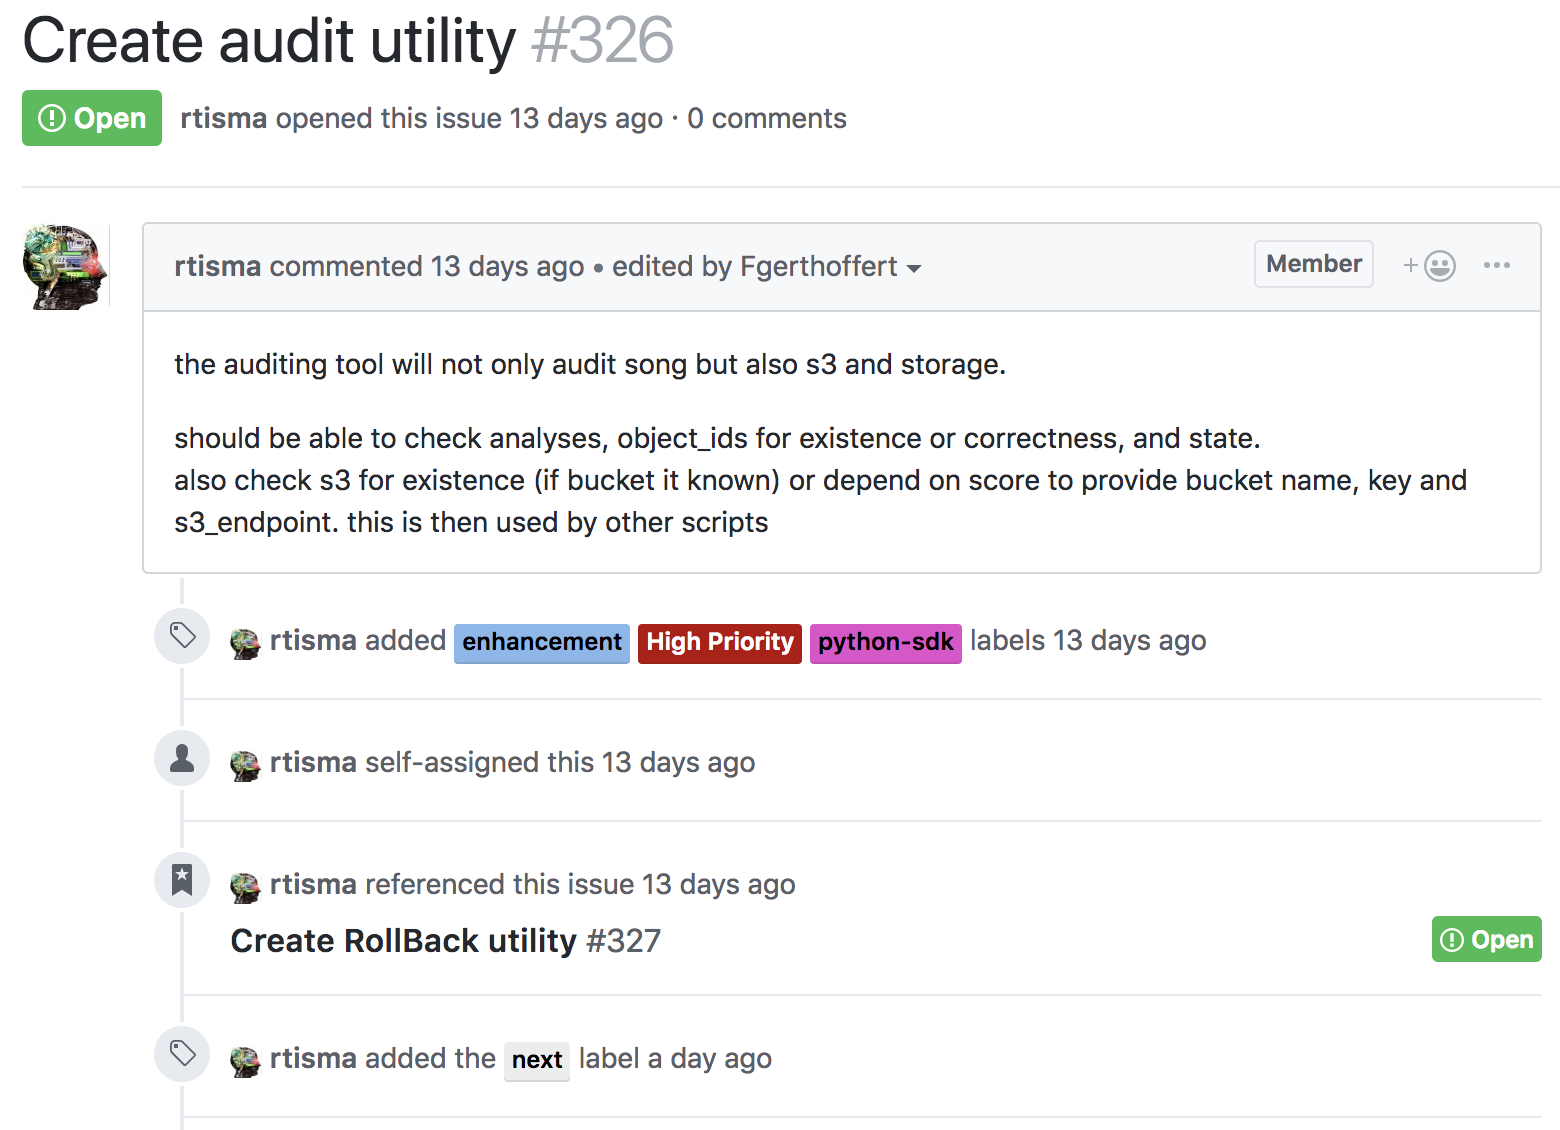 Create audit utility #326
Open rtisma opened this issue 13 days ago · 0 comments
rtisma commented 13 days ago • edited by Fgerthoffert Member
the auditing tool will not only audit song but also s3 and storage.
should be able to check analyses, object_ids for existence or correctness, and state.
also check s3 for existence (if bucket it known) or depend on score to provide bucket name, key and
s3_endpoint. this is then used by other scripts
rtisma added enhancement High Priority python-sdk labels 13 days ago
rtisma self-assigned this 13 days ago
rtisma referenced this issue 13 days ago
Create RollBack utility #327 Open
rtisma added the next label a day ago